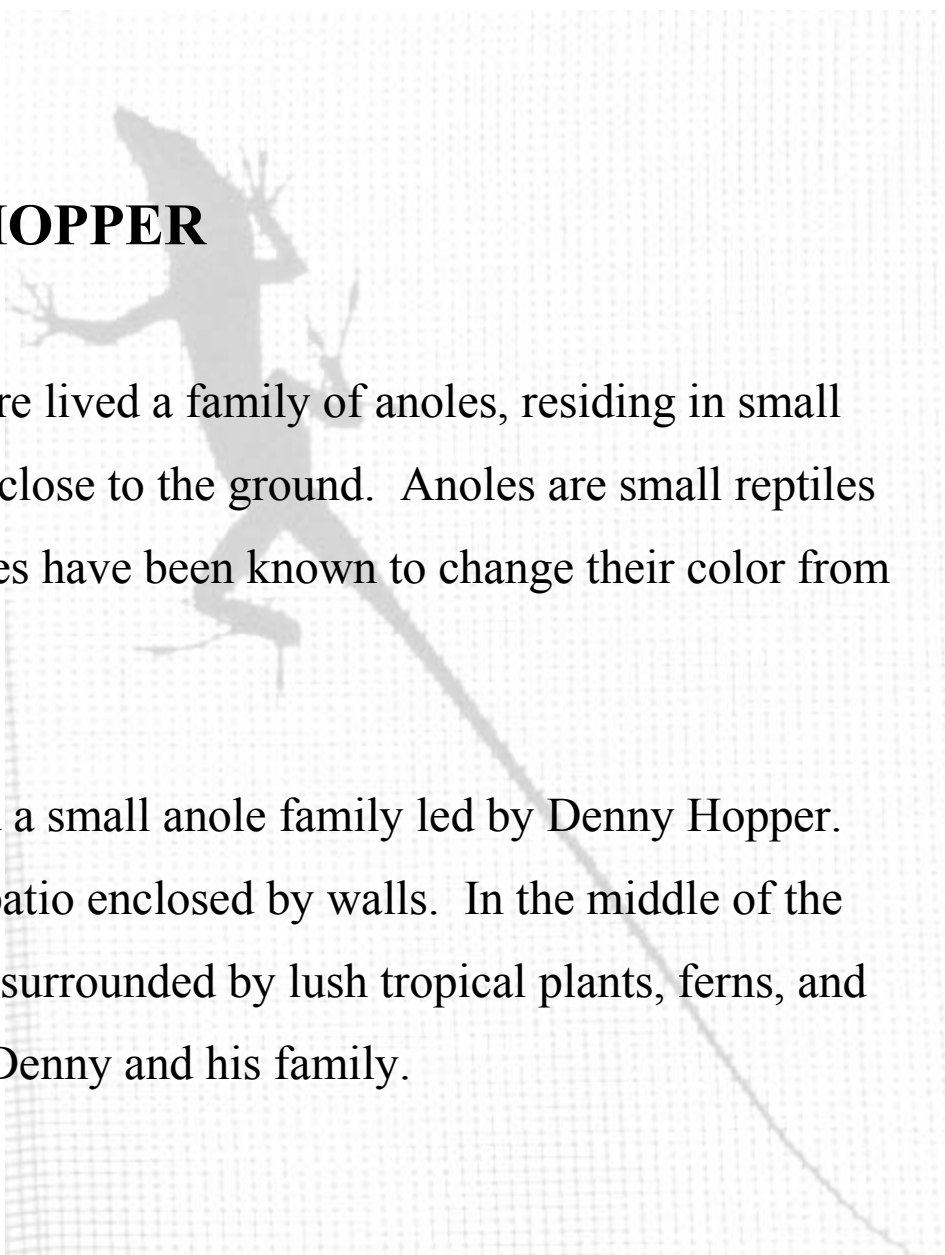 HOPPER
re lived a family of anoles, residing in small
close to the ground. Anoles are small reptiles
es have been known to change their color from
a small anole family led by Denny Hopper.
patio enclosed by walls. In the middle of the
surrounded by lush tropical plants, ferns, and
Denny and his family.